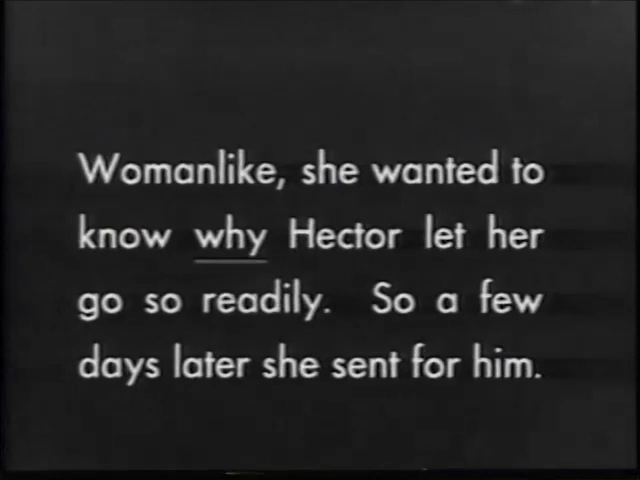 Womanlike, she wanted to
know why Hector let her
go so readily. So a few
days later she sent for him.